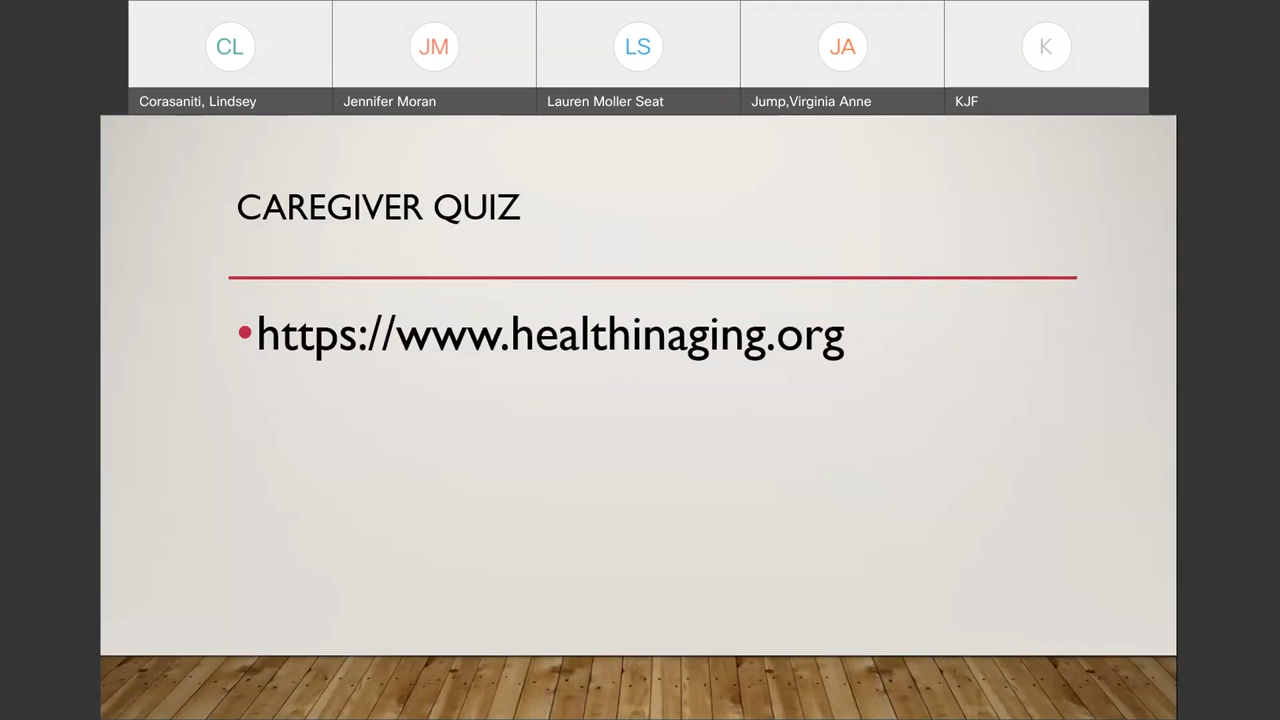 CL
JM
LS
JA
K
Corasaniti, Lindsey
Jennifer Moran
Lauren Moller Seat
Jump,Virginia Anne
KJF
CAREGIVER QUIZ
•https://www.healthinaging.org